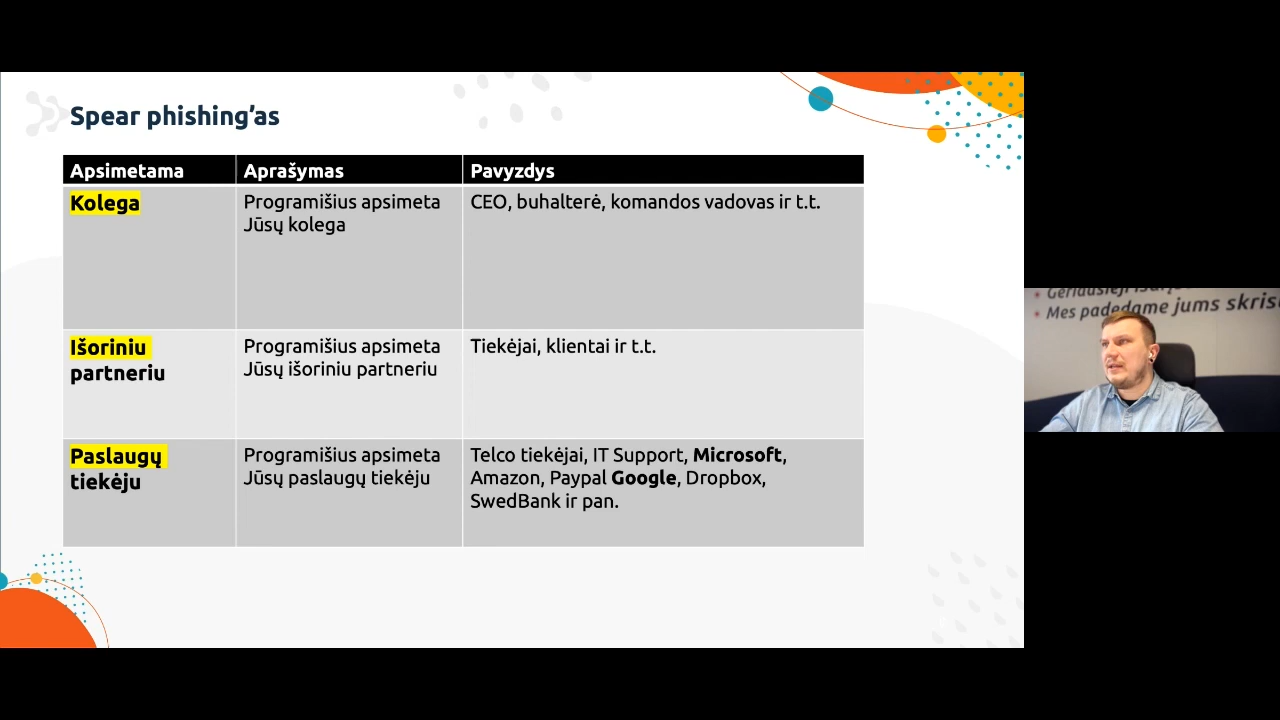 Spear phishing’as
Apsimetama Aprašymas Pavyzdys
Kolega
Programišius apsimeta
Jūsų kolega
CEO, buhalterė, komandos vadovas ir t.t.
Išoriniu
partneriu
Programišius apsimeta
Jūsų išoriniu partneriu
Tiekėjai, klientai ir t.t.
Paslaugų
tiekėju
Programišius apsimeta
Jūsų paslaugų tiekėju
Telco tiekėjai, IT Support, Microsoft,
Amazon, Paypal Google, Dropbox,
SwedBank ir pan.
Mes padedame jums